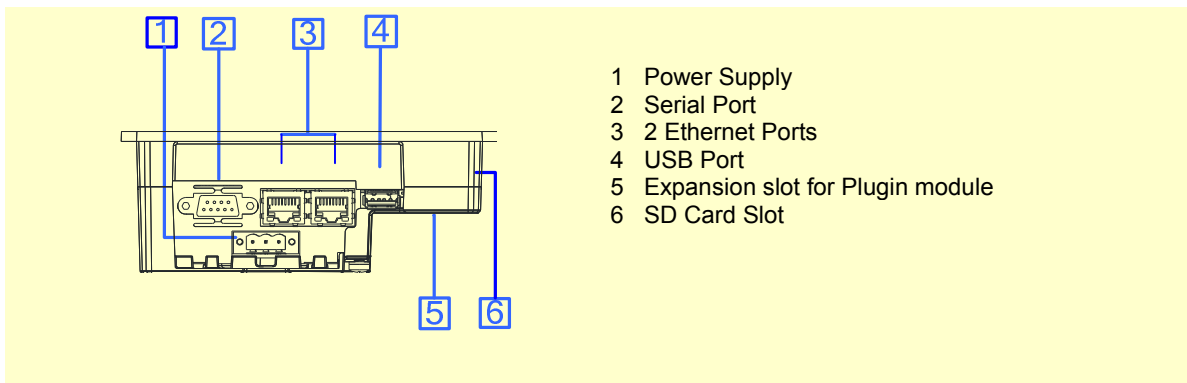 1 2 3 4
1 Power Supply
2 Serial Port
3 2 Ethernet Ports
4 USB Port
5 Expansion slot for Plugin module
6 SD Card Slot
5 6